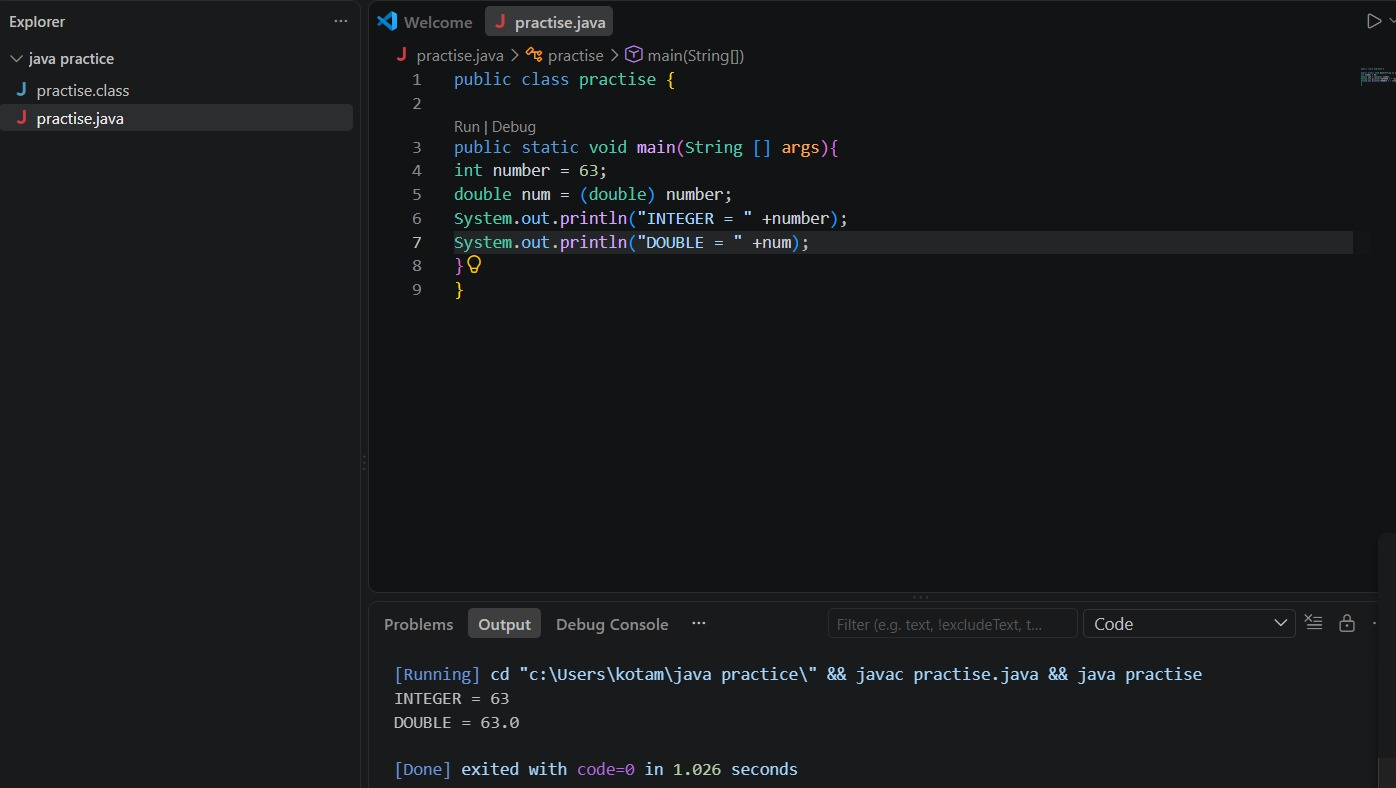 Explorer
java practice
practise.class
practise.java
Welcome
practise.java
practise.java > practise > main(String[])
1 public class practise {
2
Run | Debug
3 public static void main(String [] args){
4 int number = 63;
5 double num = (double) number;
6 System.out.println("INTEGER = " +number);
7 System.out.println("DOUBLE = " +num);
8 }
9 }
Problems Output Debug Console ··· Filter (e.g. text, !excludeText, t... Code
[Running] cd "c:\Users\kotam\java practice\" && javac practise.java && java practise
INTEGER = 63
DOUBLE = 63.0
[Done] exited with code=0 in 1.026 seconds